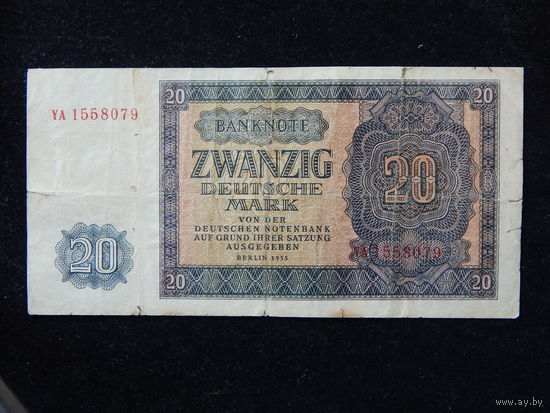 20
20
YA 1558079
BANKNOTE
ZWANZIG
DEUTSCHE
MARK
20
VON DER
DEUTSCHEN NOTENBANK
AUF GRUND IHRER SATZUNG
AUSGEGEBEN
BERLIN 1955
YA 1558079
20
20
20
www.ay.by